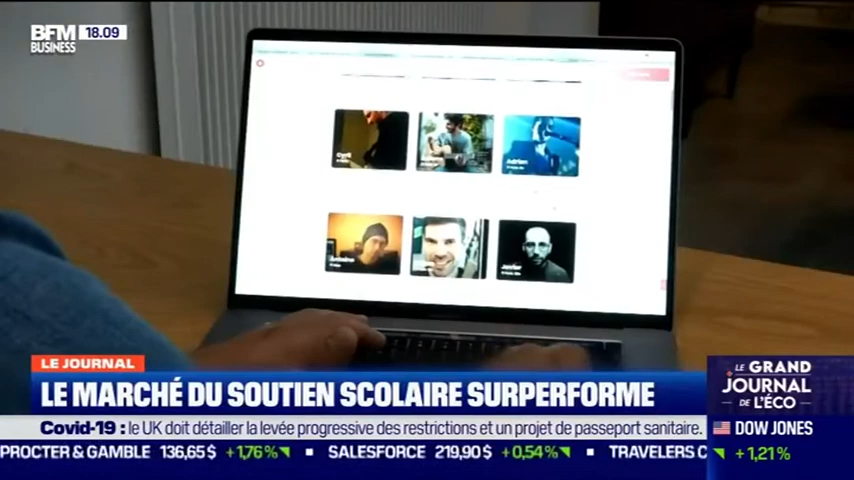 BFM
BUSINESS
18.09
Cyril
Adrien
Antoine
Javier
LE JOURNAL
LE MARCHÉ DU SOUTIEN SCOLAIRE SURPERFORME
LE GRAND
JOURNAL
DE L'ÉCO
Covid-19 : le UK doit détailler la levée progressive des restrictions et un projet de passeport sanitaire.
DOW JONES
+1,21%
PROCTER & GAMBLE 136,65$ +1,76% SALESFORCE 219,90$ +0,54% TRAVELERS C